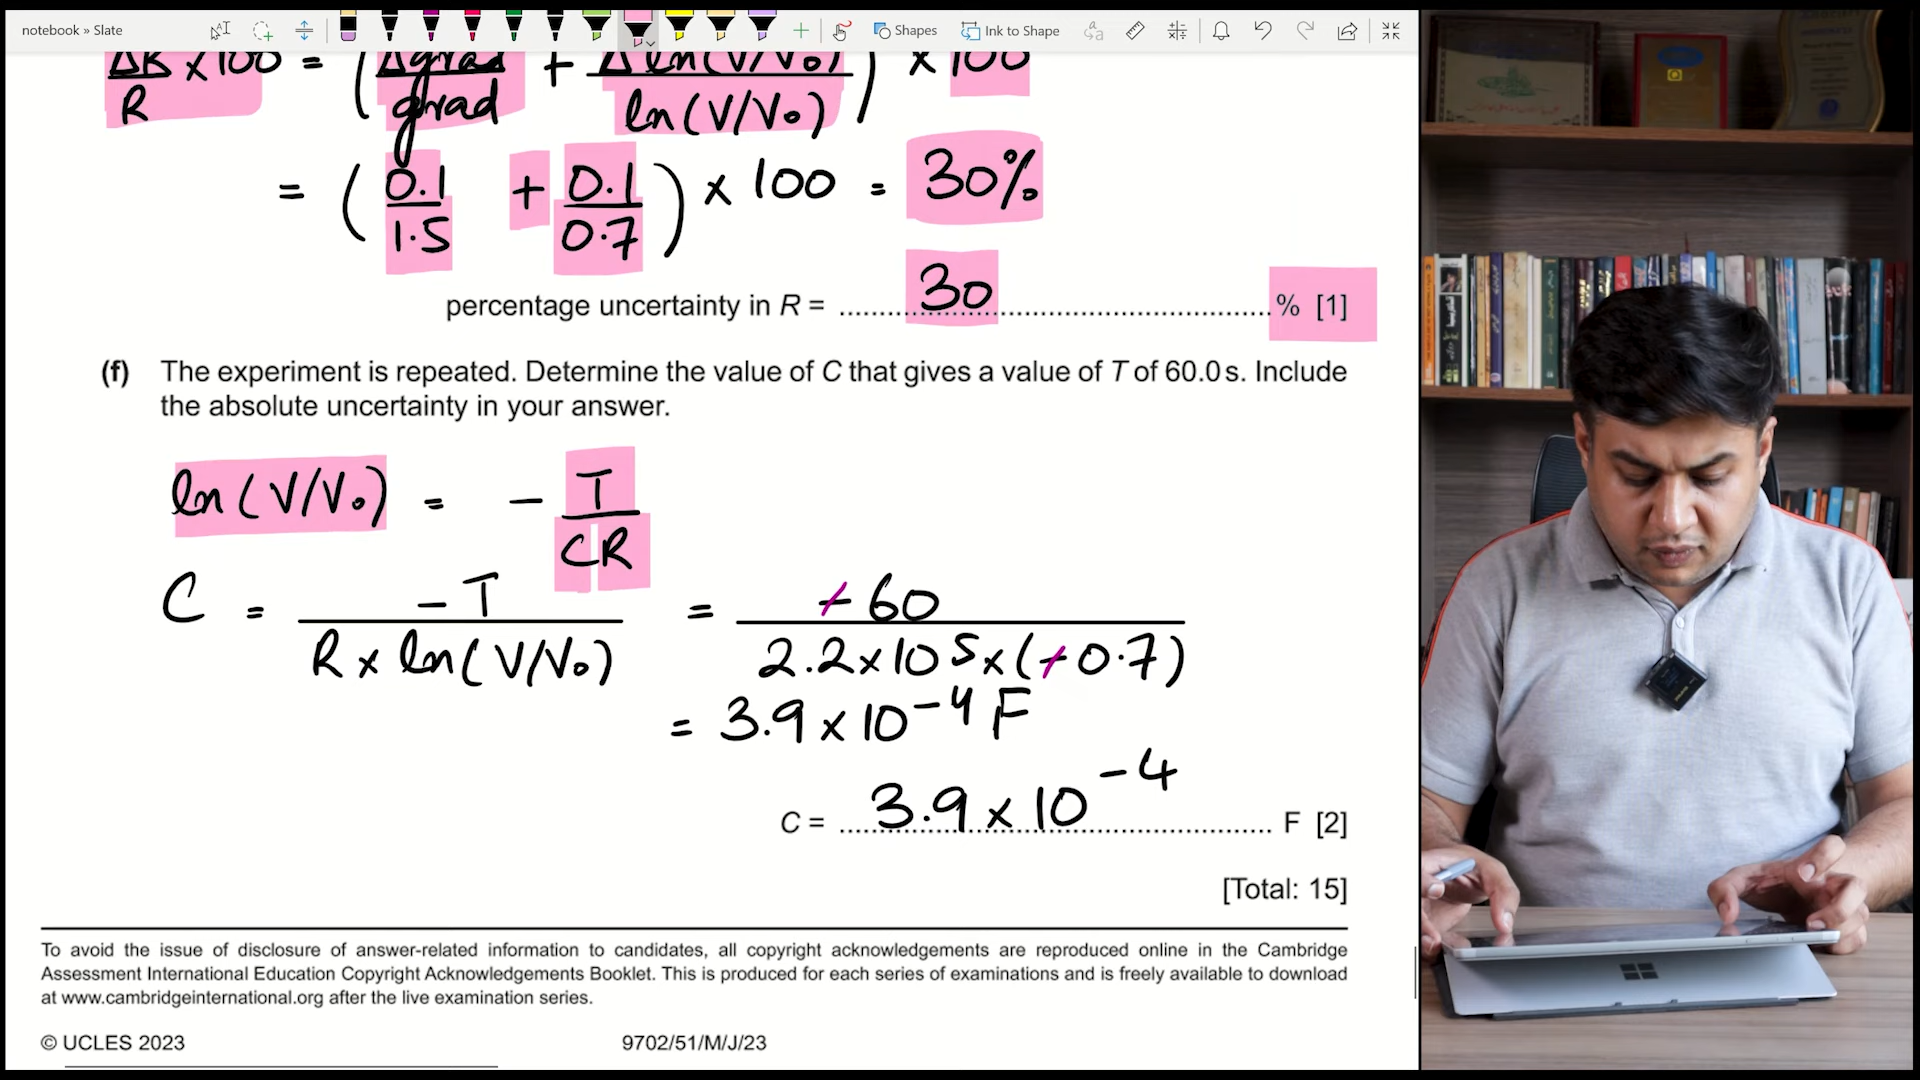 notebook » Slate
Shapes Ink to Shape
ΔR/R × 100 = (Δgrad/grad + Δln(V/V₀)/ln(V/V₀)) × 100
= (0.1/1.5 + 0.1/0.7) × 100 = 30%
percentage uncertainty in R = 30 % [1]
(f) The experiment is repeated. Determine the value of C that gives a value of T of 60.0 s. Include
the absolute uncertainty in your answer.
ln(V/V₀) = - T/CR
C = -T/(R × ln(V/V₀)) = -60/(2.2×10⁵×(-0.7))
= 3.9 × 10⁻⁴ F
C = 3.9 × 10⁻⁴ F [2]
[Total: 15]
To avoid the issue of disclosure of answer-related information to candidates, all copyright acknowledgements are reproduced online in the Cambridge
Assessment International Education Copyright Acknowledgements Booklet. This is produced for each series of examinations and is freely available to download
at www.cambridgeinternational.org after the live examination series.
© UCLES 2023 9702/51/M/J/23